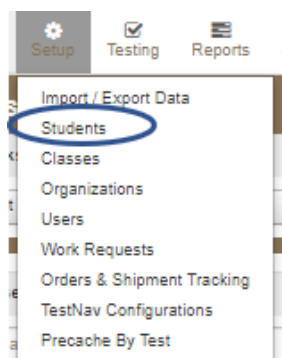 Setup Testing Reports
Import / Export Data
Students
Classes
Organizations
Users
Work Requests
Orders & Shipment Tracking
TestNav Configurations
Precache By Test